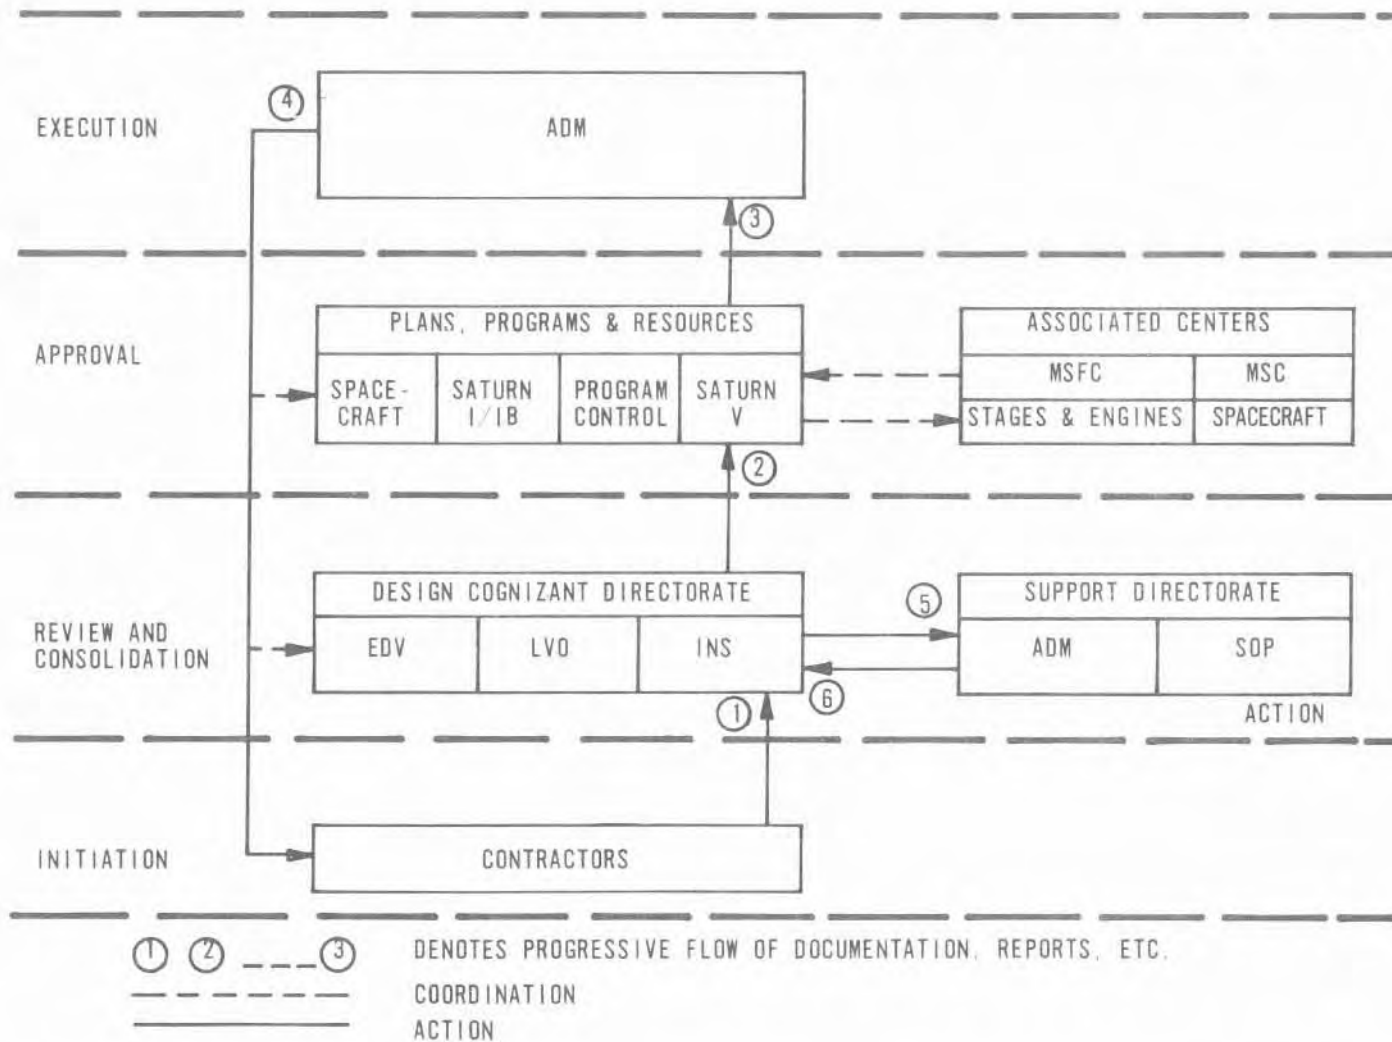 4
EXECUTION
ADM
3
PLANS, PROGRAMS & RESOURCES
ASSOCIATED CENTERS
APPROVAL
MSFC
MSC
SPACE-
CRAFT
SATURN
I/IB
PROGRAM
CONTROL
SATURN
V
STAGES & ENGINES
SPACECRAFT
2
DESIGN COGNIZANT DIRECTORATE
5
SUPPORT DIRECTORATE
REVIEW AND
CONSOLIDATION
EDV
LVO
INS
ADM
SOP
6
1
ACTION
INITIATION
CONTRACTORS
1 2 3 DENOTES PROGRESSIVE FLOW OF DOCUMENTATION, REPORTS, ETC.
COORDINATION
ACTION